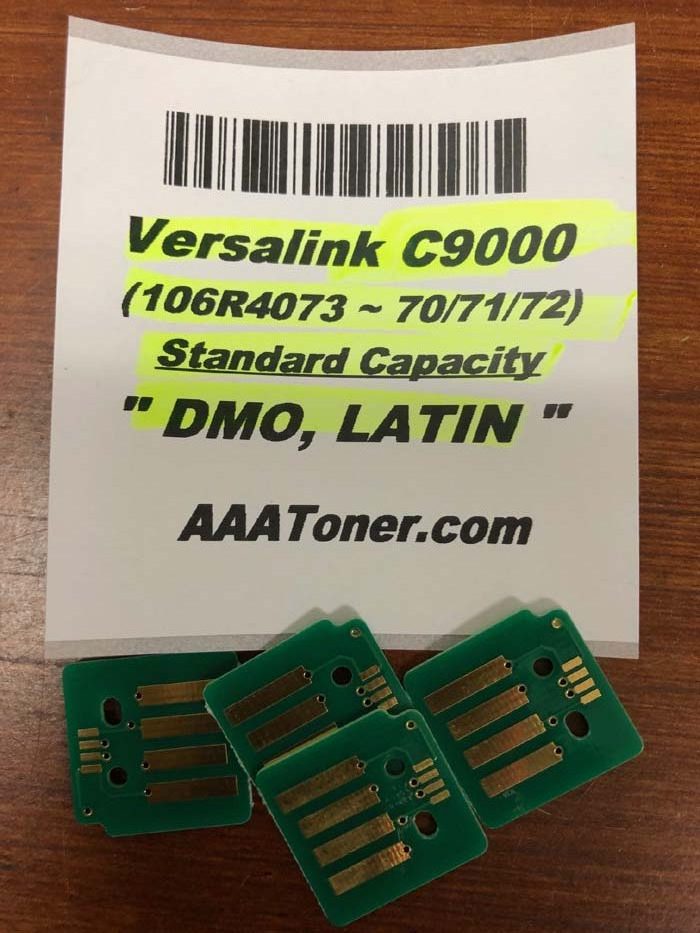 Versalink C9000
(106R4073 ~ 70/71/72)
Standard Capacity
" DMO, LATIN "
AAAToner.com